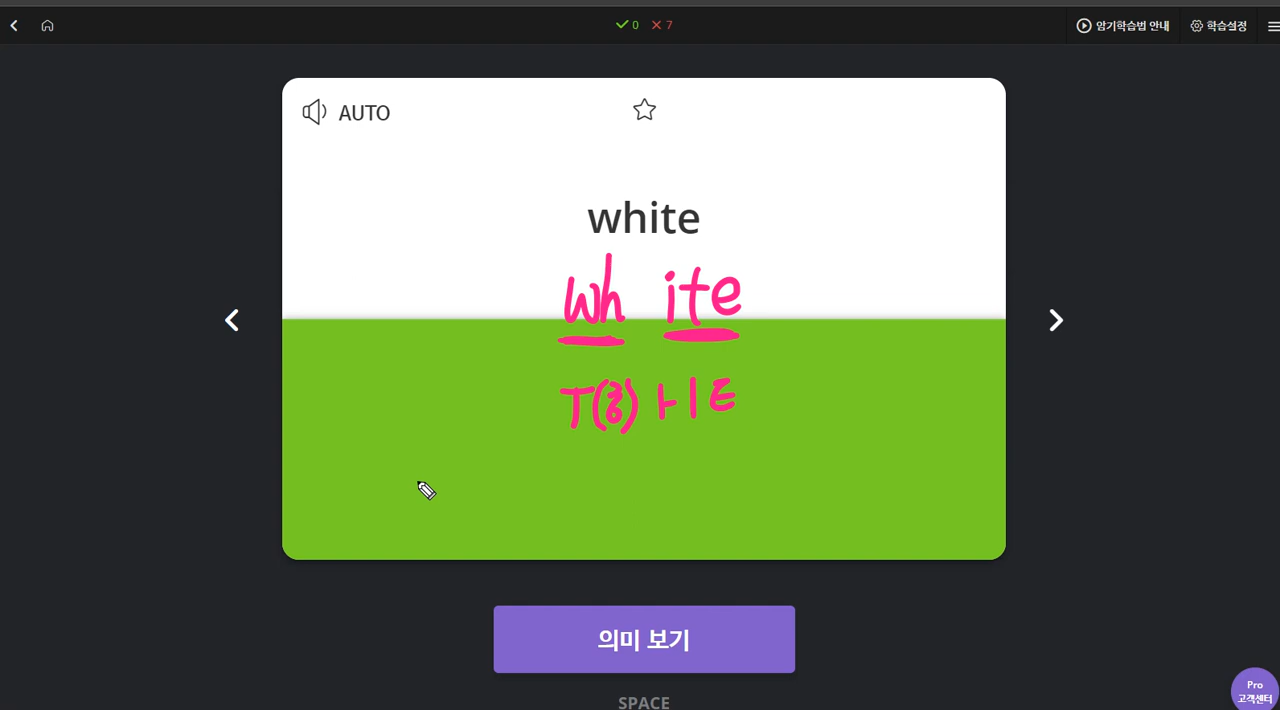 0 7 암기학습법 안내 학습설정
AUTO
white
wh ite
ㅜ(ㅎ) ㅏㅣㅌ
의미 보기
SPACE
Pro
고객센터